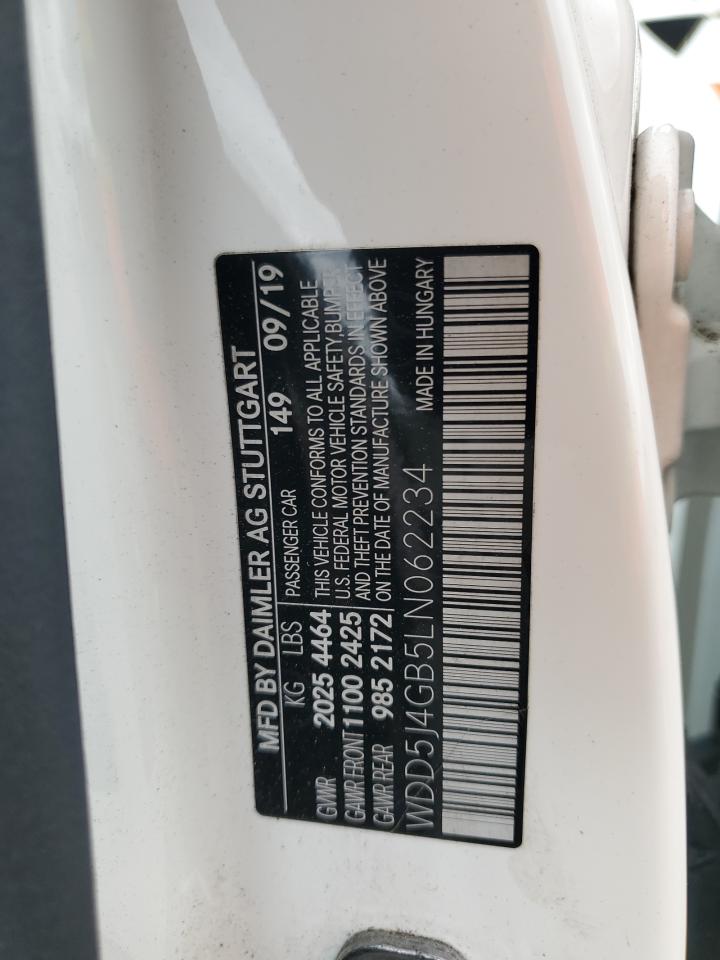 MFD BY DAIMLER AG STUTTGART
149 09/19
KG LBS PASSENGER CAR
GVWR 2025 4464 THIS VEHICLE CONFORMS TO ALL APPLICABLE
GAWR FRONT 1100 2425 U.S. FEDERAL MOTOR VEHICLE SAFETY,BUMPER
GAWR REAR 985 2172 AND THEFT PREVENTION STANDARDS IN EFFECT
ON THE DATE OF MANUFACTURE SHOWN ABOVE
WDD5J4GB5LN062234 MADE IN HUNGARY